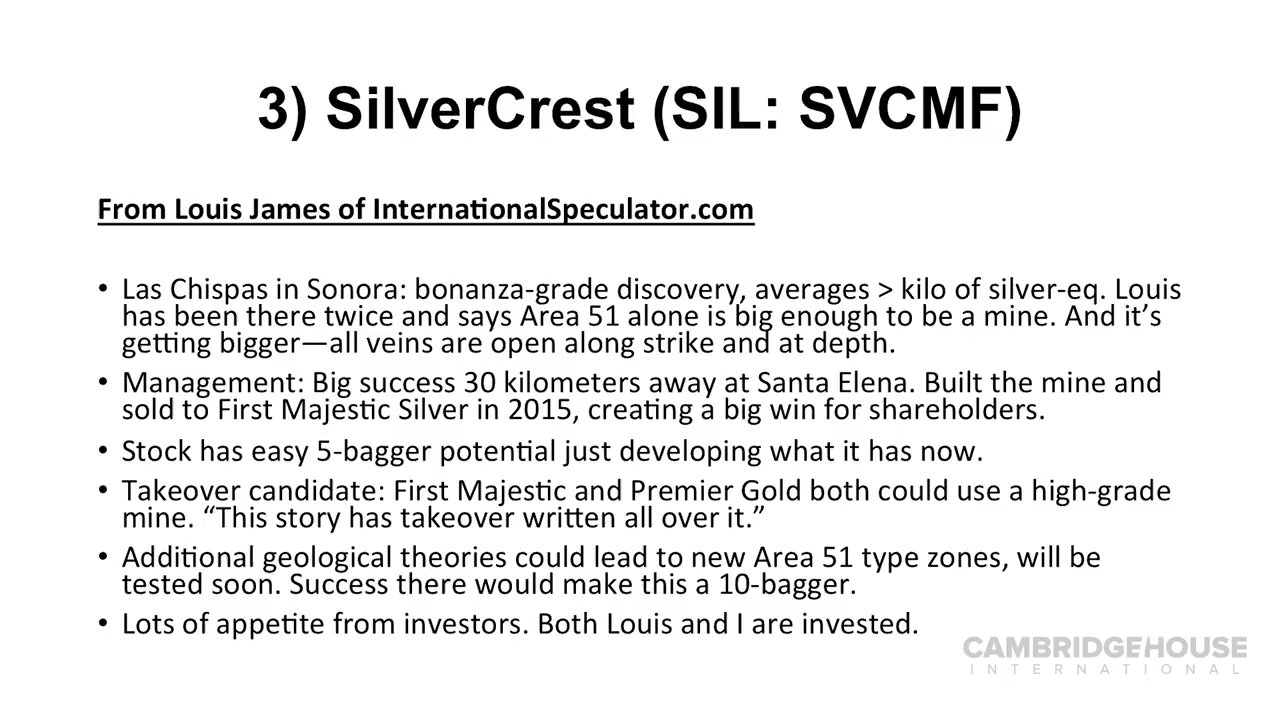 3) SilverCrest (SIL: SVCMF)
From Louis James of InternationalSpeculator.com
• Las Chispas in Sonora: bonanza-grade discovery, averages > kilo of silver-eq. Louis
has been there twice and says Area 51 alone is big enough to be a mine. And it’s
getting bigger—all veins are open along strike and at depth.
• Management: Big success 30 kilometers away at Santa Elena. Built the mine and
sold to First Majestic Silver in 2015, creating a big win for shareholders.
• Stock has easy 5-bagger potential just developing what it has now.
• Takeover candidate: First Majestic and Premier Gold both could use a high-grade
mine. “This story has takeover written all over it.”
• Additional geological theories could lead to new Area 51 type zones, will be
tested soon. Success there would make this a 10-bagger.
• Lots of appetite from investors. Both Louis and I are invested.
CAMBRIDGEHOUSE
INTERNATIONAL